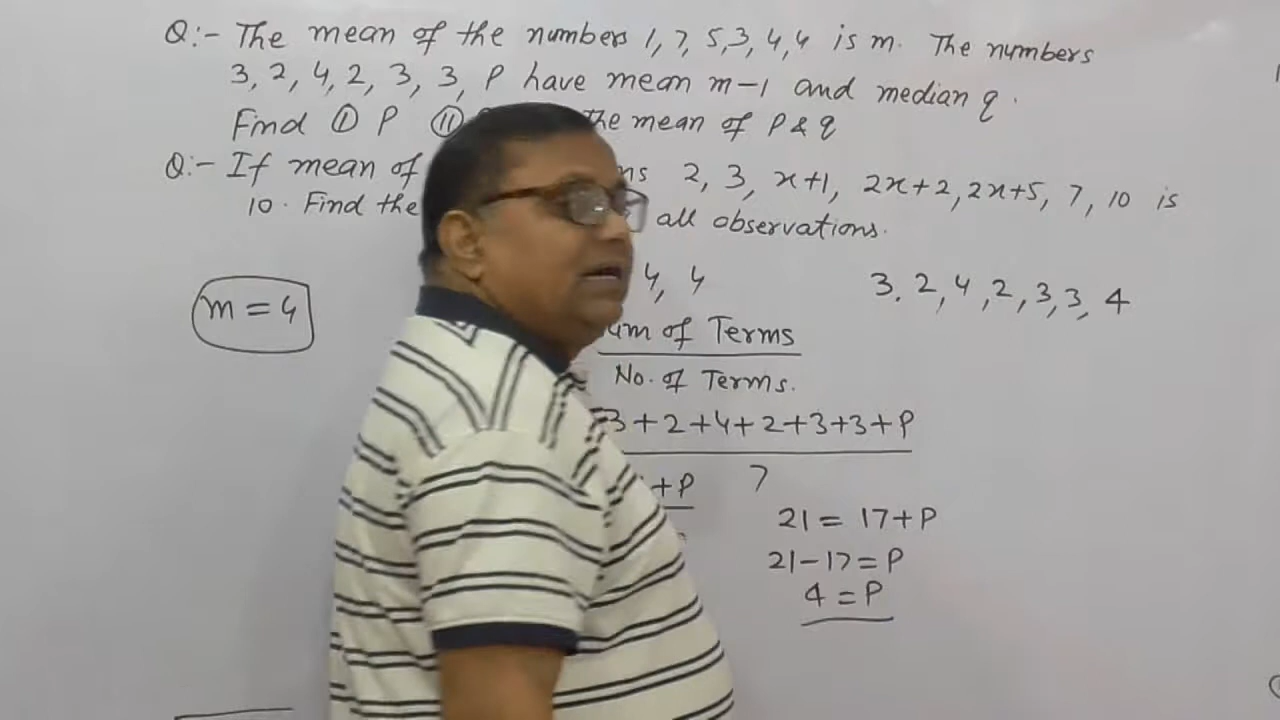 Q:- The mean of the numbers 1, 7, 5, 3, 4, 4 is m. The numbers
3, 2, 4, 2, 3, 3, P have mean m-1 and median q.
Find (I) P (II) the mean of P & q
Q:- If mean of 2, 3, x+1, 2x+2, 2x+5, 7, 10 is
10. Find the all observations.
4, 4
3, 2, 4, 2, 3, 3, 4
m = 4
of Terms
No. of Terms.
3+2+4+2+3+3+P
+P 7
21 = 17+P
21-17 = P
4 = P